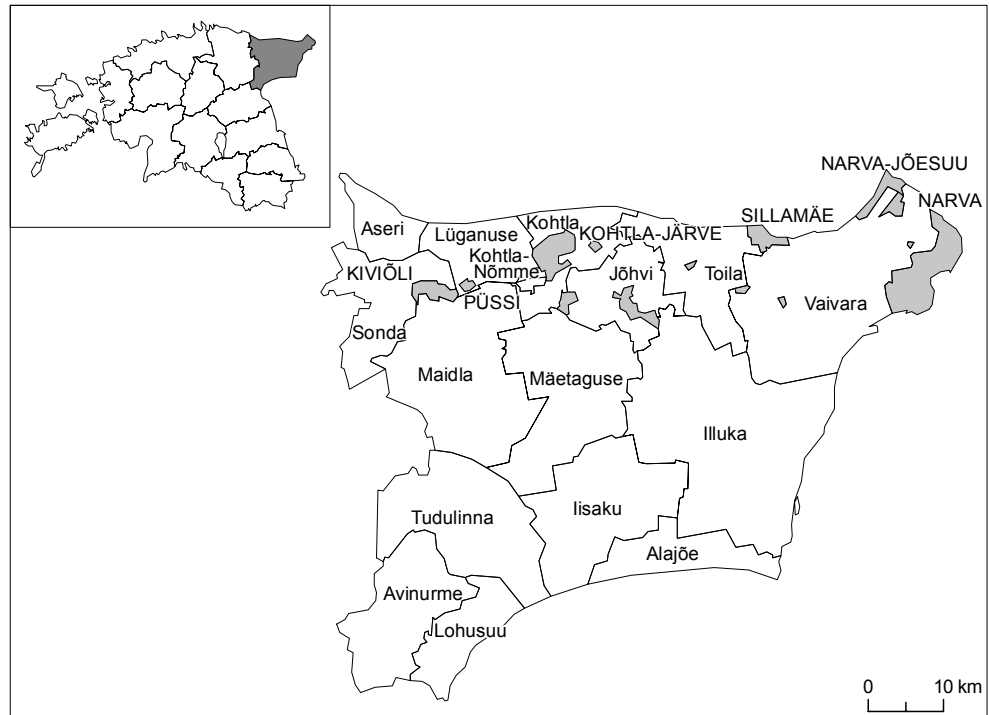 NARVA-JÕESUU
NARVA
SILLAMÄE
Aseri
Lüganuse
Kohtla
KOHTLA-JÄRVE
Kohtla-
Nõmme
KIVIÕLI
PÜSSI
Jõhvi
Toila
Vaivara
Sonda
Maidla
Mäetaguse
Illuka
Iisaku
Tudulinna
Alajõe
Avinurme
Lohusuu
0 10 km